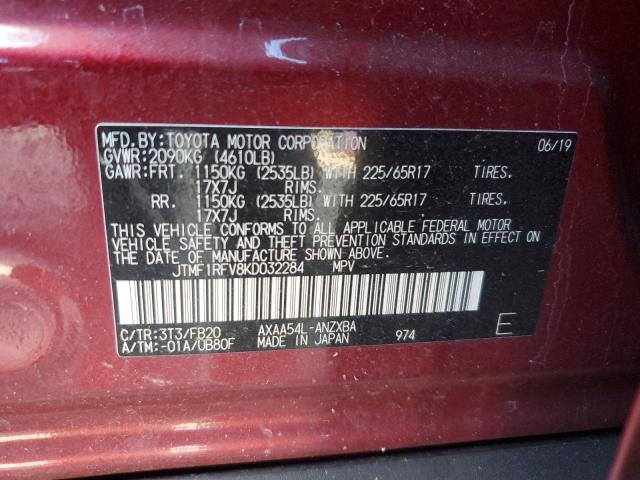 MFD.BY:TOYOTA MOTOR CORPORATION 06/19
GVWR:2090KG (4610LB)
GAWR:FRT. 1150KG (2535LB) WITH 225/65R17 TIRES.
17X7J RIMS.
RR. 1150KG (2535LB) WITH 225/65R17 TIRES.
17X7J RIMS.
THIS VEHICLE CONFORMS TO ALL APPLICABLE FEDERAL MOTOR
VEHICLE SAFETY AND THEFT PREVENTION STANDARDS IN EFFECT ON
THE DATE OF MANUFACTURE SHOWN ABOVE.
JTMF1RFV8KD032284 MPV
C/TR:3T3/FB20 AXAA54L-ANZXBA
A/TM:-01A/UB80F MADE IN JAPAN 974 E